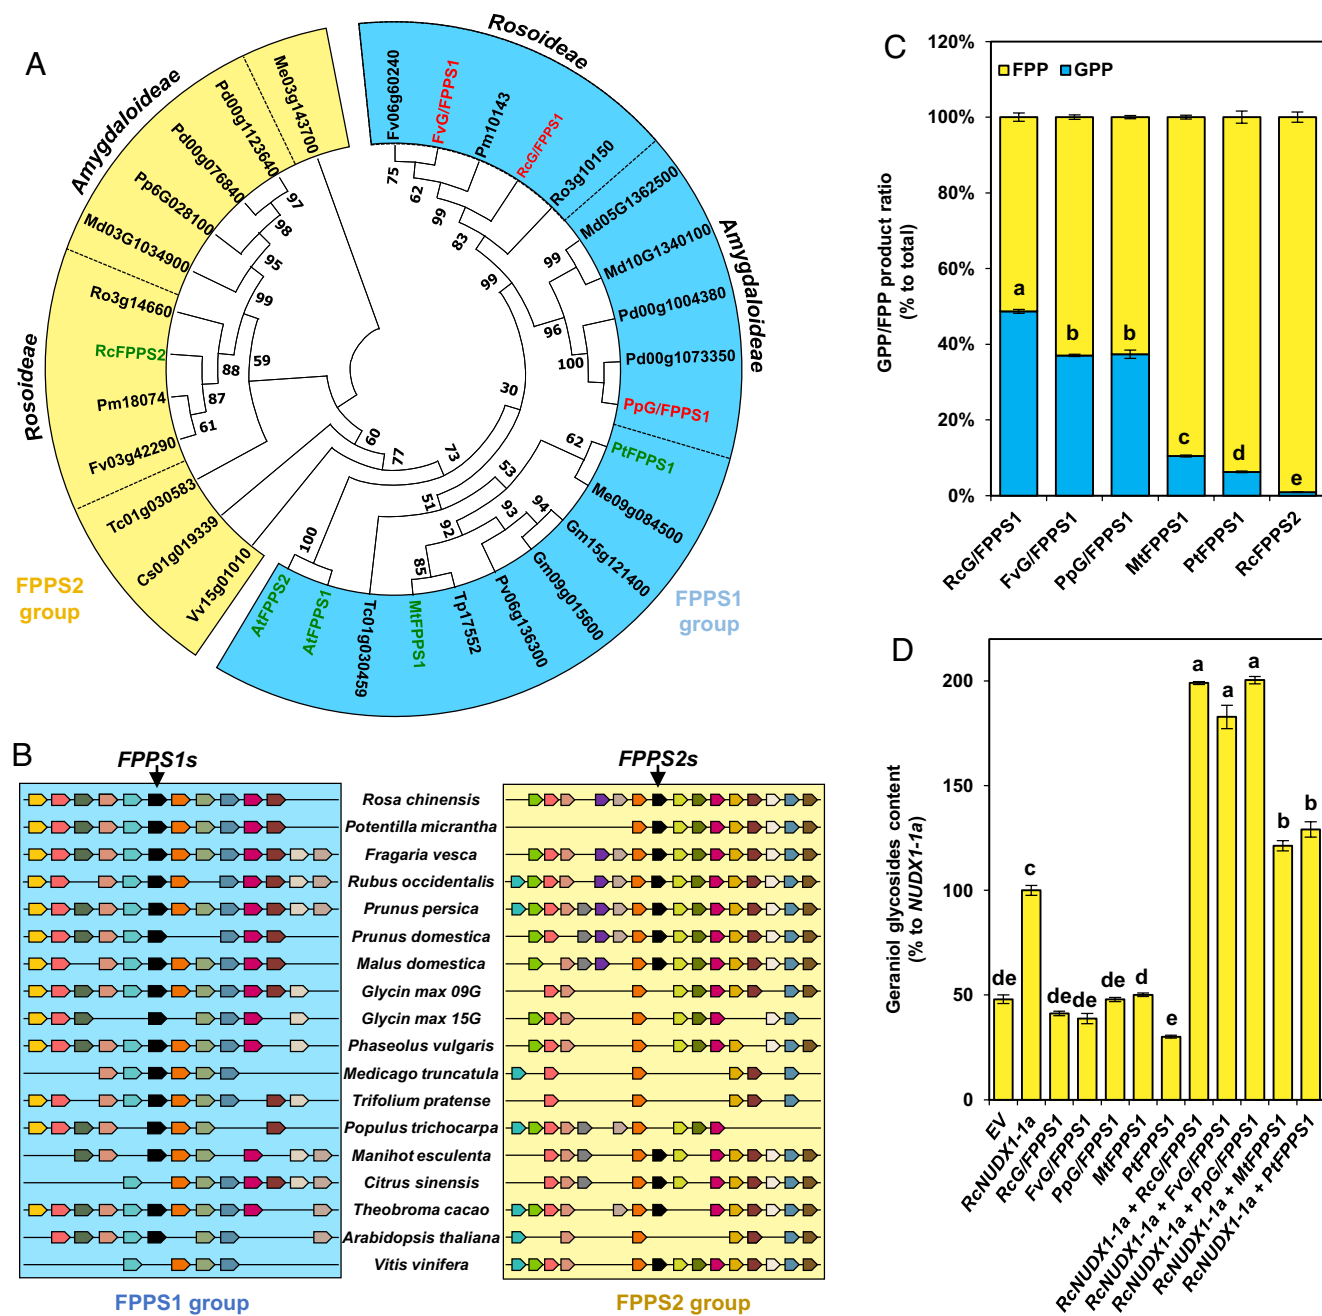 A
Rosoideae
Amygdaloideae
Amygdaloideae
Rosoideae
Fv06g60240
FvG/FPPS1
Pm10143
RcG/FPPS1
Ro3g10150
Md05G1362500
Md10G1340100
Pd00g1004380
Pd00g1073350
PpG/FPPS1
PtFPPS1
Me09g084500
Gm15g121400
Gm09g015600
Pv06g136300
Tp17552
MtFPPS1
Tc01g030459
AtFPPS1
AtFPPS2
Vv15g01010
Cs01g019339
Tc01g030583
Fv03g42290
Pm18074
RcFPPS2
Ro3g14660
Md03G1034900
Pp6G028100
Pd00g076840
Pd00g1123640
Me03g143700
75
62
99
83
99
99
96
100
30
62
53
94
93
92
51
85
73
77
60
100
97
98
95
99
59
88
87
61
FPPS2
group
FPPS1
group
B
FPPS1s
FPPS2s
Rosa chinensis
Potentilla micrantha
Fragaria vesca
Rubus occidentalis
Prunus persica
Prunus domestica
Malus domestica
Glycin max 09G
Glycin max 15G
Phaseolus vulgaris
Medicago truncatula
Trifolium pratense
Populus trichocarpa
Manihot esculenta
Citrus sinensis
Theobroma cacao
Arabidopsis thaliana
Vitis vinifera
FPPS1 group
FPPS2 group
C
GPP/FPP product ratio
(% to total)
120%
100%
80%
60%
40%
20%
0%
FPP
GPP
a
b
b
c
d
e
RcG/FPPS1
FvG/FPPS1
PpG/FPPS1
MtFPPS1
PtFPPS1
RcFPPS2
D
Geraniol glycosides content
(% to NUDX1-1a)
200
150
100
50
0
de
c
de
de
de
d
e
a
a
a
b
b
EV
RcNUDX1-1a
RcG/FPPS1
FvG/FPPS1
PpG/FPPS1
MtFPPS1
PtFPPS1
RcNUDX1-1a + RcG/FPPS1
RcNUDX1-1a + FvG/FPPS1
RcNUDX1-1a + PpG/FPPS1
RcNUDX1-1a + MtFPPS1
RcNUDX1-1a + PtFPPS1